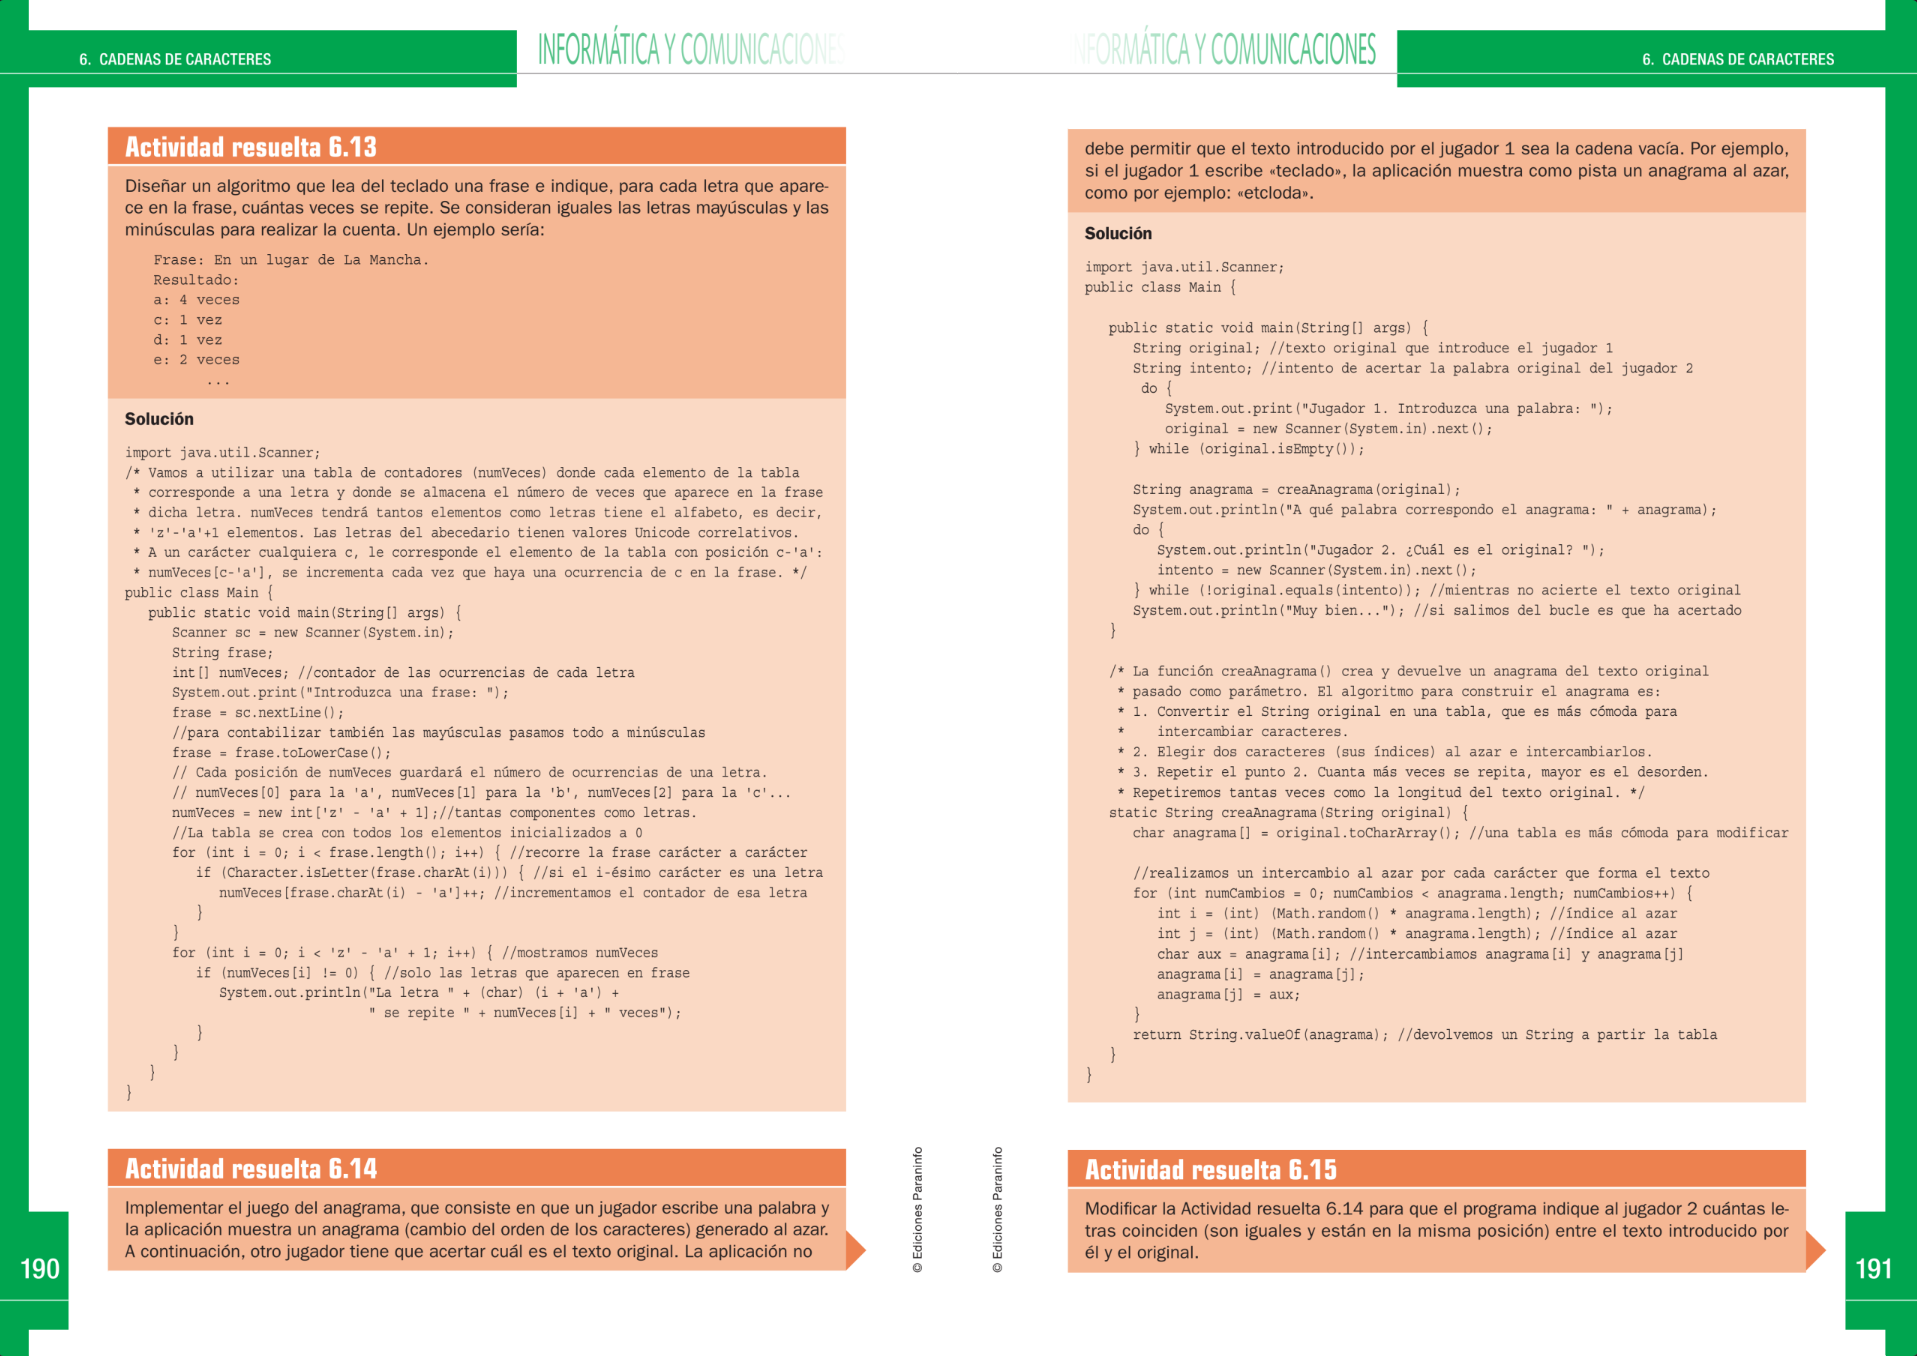 6. CADENAS DE CARACTERES
INFORMÁTICA Y COMUNICACIONES
Actividad resuelta 6.13
Diseñar un algoritmo que lea del teclado una frase e indique, para cada letra que apare-
ce en la frase, cuántas veces se repite. Se consideran iguales las letras mayúsculas y las
minúsculas para realizar la cuenta. Un ejemplo sería:
Frase: En un lugar de La Mancha.
Resultado:
a: 4 veces
c: 1 vez
d: 1 vez
e: 2 veces
...
Solución
import java.util.Scanner;
/* Vamos a utilizar una tabla de contadores (numVeces) donde cada elemento de la tabla
* corresponde a una letra y donde se almacena el número de veces que aparece en la frase
* dicha letra. numVeces tendrá tantos elementos como letras tiene el alfabeto, es decir,
* 'z'-'a'+1 elementos. Las letras del abecedario tienen valores Unicode correlativos.
* A un carácter cualquiera c, le corresponde el elemento de la tabla con posición c-'a':
* numVeces[c-'a'], se incrementa cada vez que haya una ocurrencia de c en la frase. */
public class Main {
public static void main(String[] args) {
Scanner sc = new Scanner(System.in);
String frase;
int[] numVeces; //contador de las ocurrencias de cada letra
System.out.print("Introduzca una frase: ");
frase = sc.nextLine();
//para contabilizar también las mayúsculas pasamos todo a minúsculas
frase = frase.toLowerCase();
// Cada posición de numVeces guardará el número de ocurrencias de una letra.
// numVeces[0] para la 'a', numVeces[1] para la 'b', numVeces[2] para la 'c'...
numVeces = new int['z' - 'a' + 1];//tantas componentes como letras.
//La tabla se crea con todos los elementos inicializados a 0
for (int i = 0; i < frase.length(); i++) { //recorre la frase carácter a carácter
if (Character.isLetter(frase.charAt(i))) { //si el i-ésimo carácter es una letra
numVeces[frase.charAt(i) - 'a']++; //incrementamos el contador de esa letra
}
}
for (int i = 0; i < 'z' - 'a' + 1; i++) { //mostramos numVeces
if (numVeces[i] != 0) { //solo las letras que aparecen en frase
System.out.println("La letra " + (char) (i + 'a') +
" se repite " + numVeces[i] + " veces");
}
}
}
}
Actividad resuelta 6.14
Implementar el juego del anagrama, que consiste en que un jugador escribe una palabra y
la aplicación muestra un anagrama (cambio del orden de los caracteres) generado al azar.
A continuación, otro jugador tiene que acertar cuál es el texto original. La aplicación no
190
© Ediciones Paraninfo
INFORMÁTICA Y COMUNICACIONES
6. CADENAS DE CARACTERES
debe permitir que el texto introducido por el jugador 1 sea la cadena vacía. Por ejemplo,
si el jugador 1 escribe «teclado», la aplicación muestra como pista un anagrama al azar,
como por ejemplo: «etcloda».
Solución
import java.util.Scanner;
public class Main {
public static void main(String[] args) {
String original; //texto original que introduce el jugador 1
String intento; //intento de acertar la palabra original del jugador 2
do {
System.out.print("Jugador 1. Introduzca una palabra: ");
original = new Scanner(System.in).next();
} while (original.isEmpty());
String anagrama = creaAnagrama(original);
System.out.println("A qué palabra correspondo el anagrama: " + anagrama);
do {
System.out.println("Jugador 2. ¿Cuál es el original? ");
intento = new Scanner(System.in).next();
} while (!original.equals(intento)); //mientras no acierte el texto original
System.out.println("Muy bien..."); //si salimos del bucle es que ha acertado
}
/* La función creaAnagrama() crea y devuelve un anagrama del texto original
* pasado como parámetro. El algoritmo para construir el anagrama es:
* 1. Convertir el String original en una tabla, que es más cómoda para
* intercambiar caracteres.
* 2. Elegir dos caracteres (sus índices) al azar e intercambiarlos.
* 3. Repetir el punto 2. Cuanta más veces se repita, mayor es el desorden.
* Repetiremos tantas veces como la longitud del texto original. */
static String creaAnagrama(String original) {
char anagrama[] = original.toCharArray(); //una tabla es más cómoda para modificar
//realizamos un intercambio al azar por cada carácter que forma el texto
for (int numCambios = 0; numCambios < anagrama.length; numCambios++) {
int i = (int) (Math.random() * anagrama.length); //índice al azar
int j = (int) (Math.random() * anagrama.length); //índice al azar
char aux = anagrama[i]; //intercambiamos anagrama[i] y anagrama[j]
anagrama[i] = anagrama[j];
anagrama[j] = aux;
}
return String.valueOf(anagrama); //devolvemos un String a partir la tabla
}
}
Actividad resuelta 6.15
Modificar la Actividad resuelta 6.14 para que el programa indique al jugador 2 cuántas le-
tras coinciden (son iguales y están en la misma posición) entre el texto introducido por
él y el original.
© Ediciones Paraninfo
191